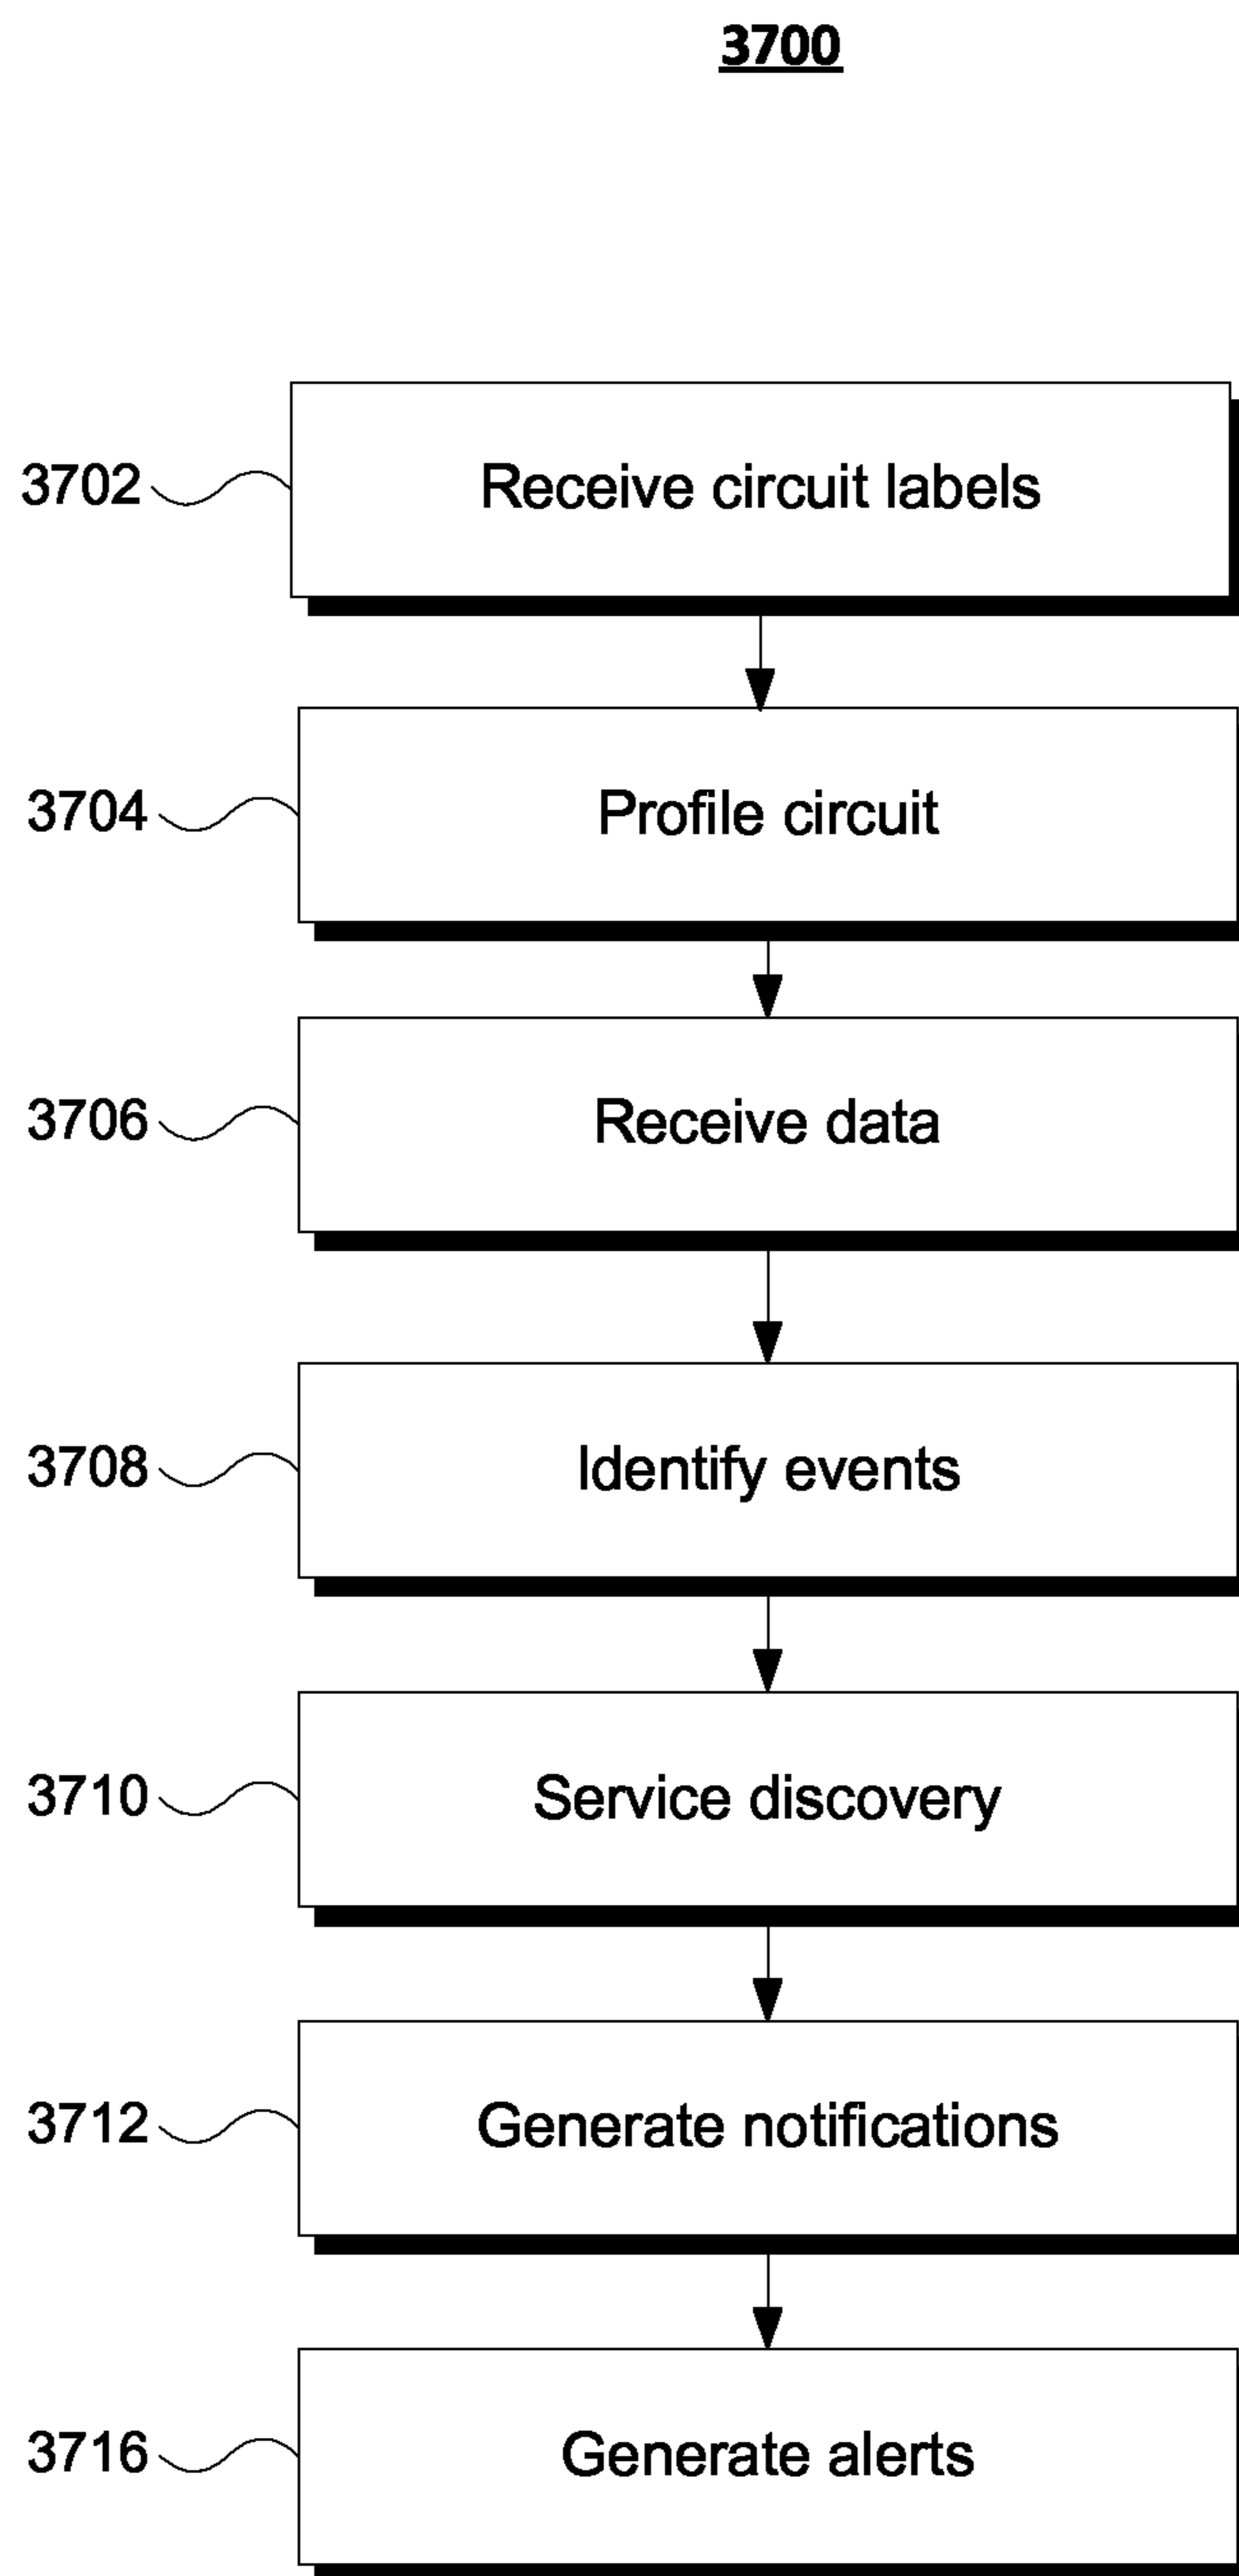 3700
3702 Receive circuit labels
3704 Profile circuit
3706 Receive data
3708 Identify events
3710 Service discovery
3712 Generate notifications
3716 Generate alerts